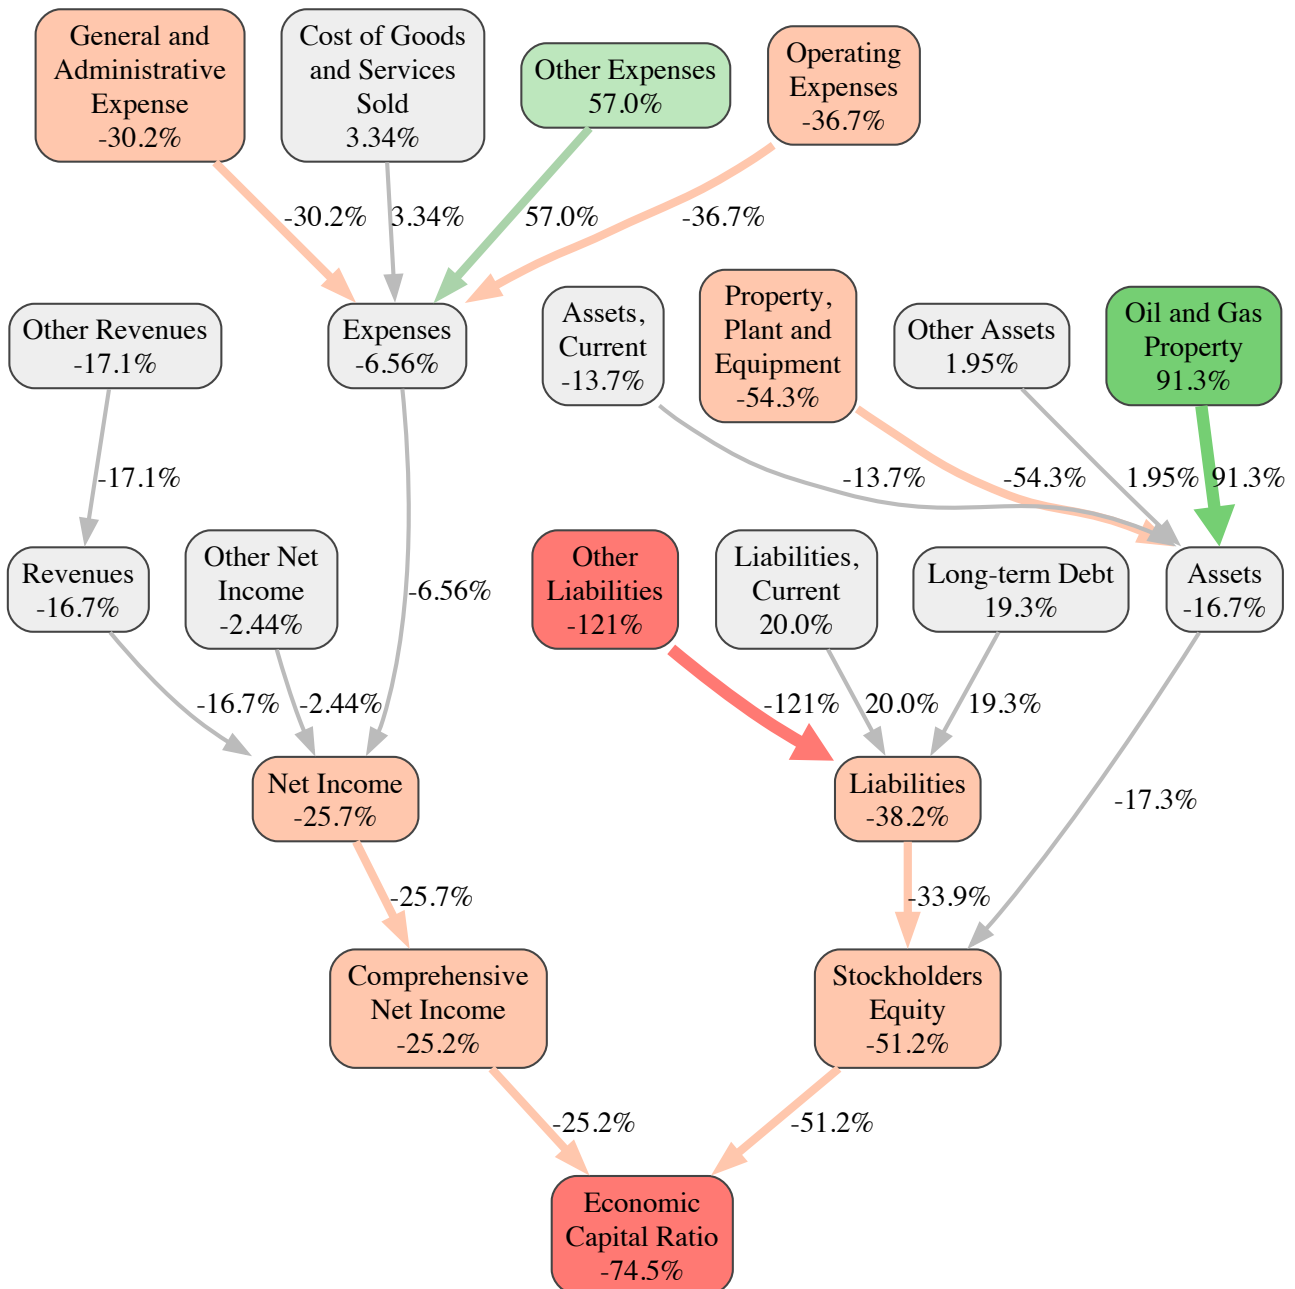 General and
Administrative
Expense
-30.2%
Cost of Goods
and Services
Sold
3.34%
Other Expenses
57.0%
Operating
Expenses
-36.7%
-30.2%
3.34%
57.0%
-36.7%
Other Revenues
-17.1%
Expenses
-6.56%
Assets,
Current
-13.7%
Property,
Plant and
Equipment
-54.3%
Other Assets
1.95%
Oil and Gas
Property
91.3%
-17.1%
-13.7%
-54.3%
1.95%
91.3%
Revenues
-16.7%
Other Net
Income
-2.44%
-6.56%
Other
Liabilities
-121%
Liabilities,
Current
20.0%
Long-term Debt
19.3%
Assets
-16.7%
-16.7%
-2.44%
-121%
20.0%
19.3%
Net Income
-25.7%
Liabilities
-38.2%
-17.3%
-25.7%
-33.9%
Comprehensive
Net Income
-25.2%
Stockholders
Equity
-51.2%
-25.2%
-51.2%
Economic
Capital Ratio
-74.5%